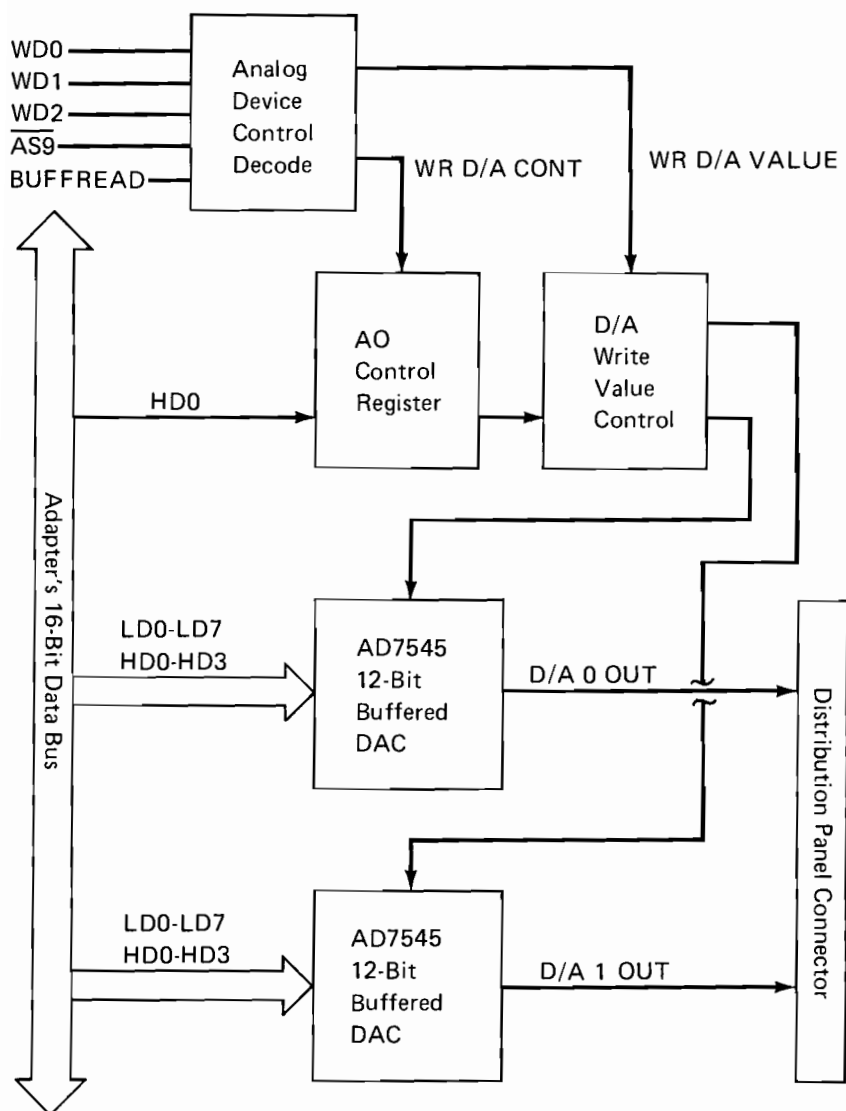 WD0
WD1
WD2
A̅S̅9̅
BUFFREAD
Analog
Device
Control
Decode
WR D/A CONT
WR D/A VALUE
AO
Control
Register
D/A
Write
Value
Control
HD0
Adapter's 16-Bit Data Bus
LD0-LD7
HD0-HD3
AD7545
12-Bit
Buffered
DAC
D/A 0 OUT
Distribution Panel Connector
LD0-LD7
HD0-HD3
AD7545
12-Bit
Buffered
DAC
D/A 1 OUT